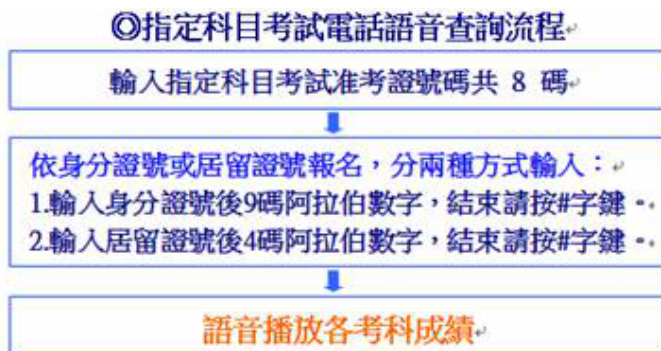 ◎指定科目考試電話語音查詢流程
輸入指定科目考試准考證號碼共 8 碼
依身分證號或居留證號報名，分兩種方式輸入：
1.輸入身分證號後9碼阿拉伯數字，結束請按#字鍵。
2.輸入居留證號後4碼阿拉伯數字，結束請按#字鍵。
語音播放各考科成績